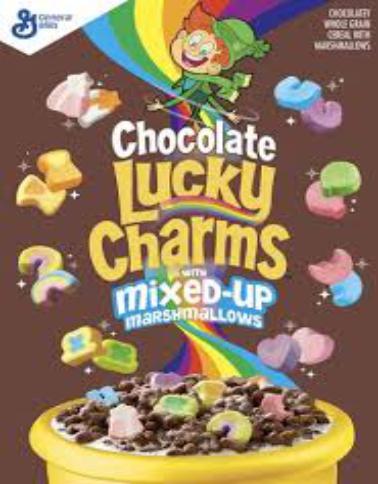 General
Mills
CHOCOLATEY
WHOLE GRAIN
CEREAL WITH
MARSHMALLOWS
Chocolate
Lucky
Charms
WITH
mixed-up
marshmallows